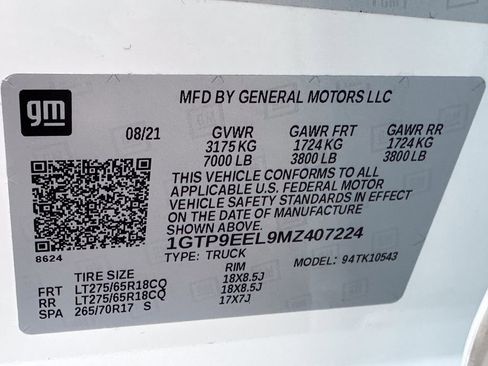 gm
MFD BY GENERAL MOTORS LLC
08/21 GVWR GAWR FRT GAWR RR
3175 KG 1724 KG 1724 KG
7000 LB 3800 LB 3800 LB
THIS VEHICLE CONFORMS TO ALL
APPLICABLE U.S. FEDERAL MOTOR
VEHICLE SAFETY STANDARDS IN EFFECT
ON THE DATE OF MANUFACTURE
SHOWN ABOVE.
1GTP9EEL9MZ407224
8624
TYPE: TRUCK MODEL: 94TK10543
TIRE SIZE RIM
FRT LT275/65R18CQ 18X8.5J
RR LT275/65R18CQ 18X8.5J
SPA 265/70R17 S 17X7J